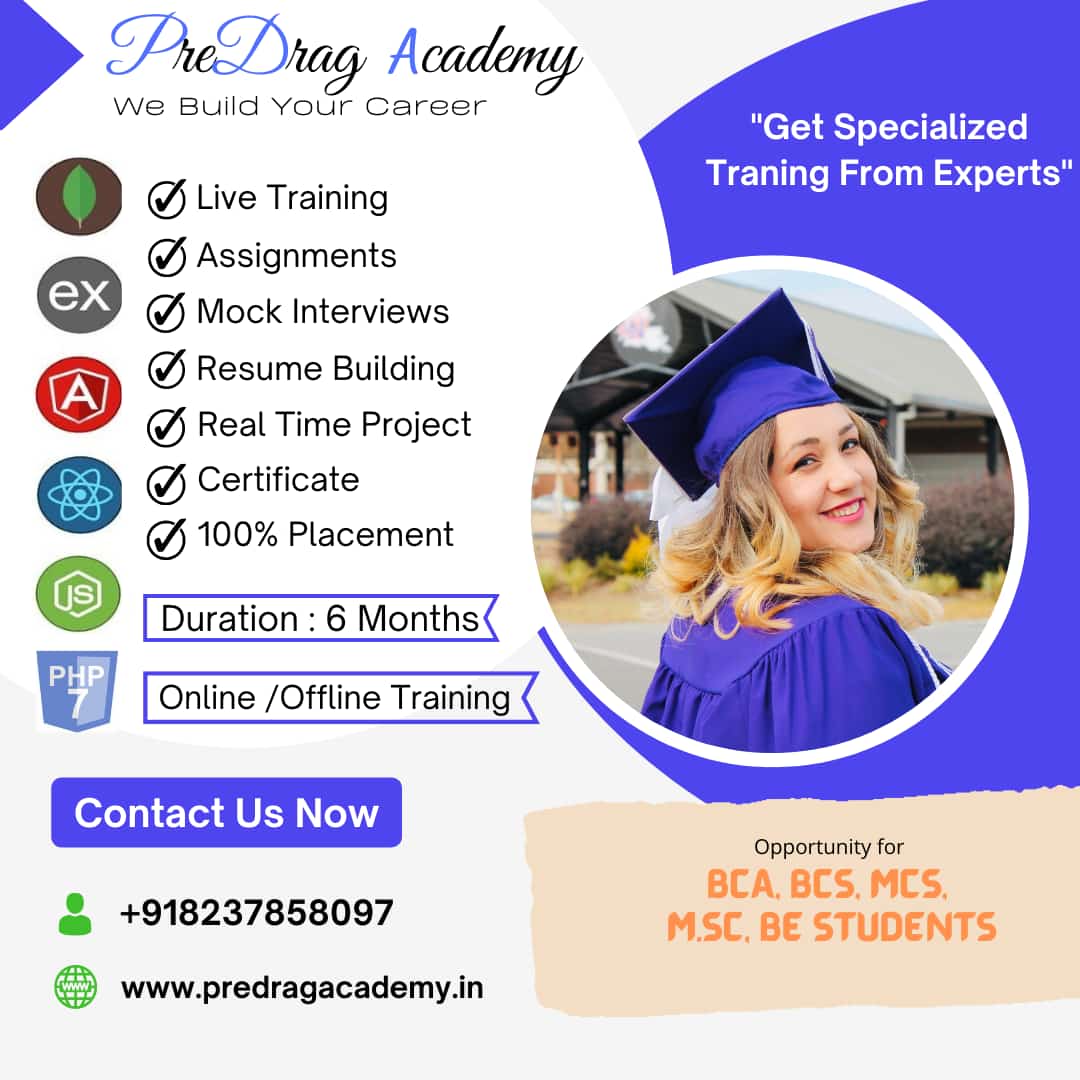 PreDrag Academy
We Build Your Career
"Get Specialized
Traning From Experts"
Live Training
ex
Assignments
Mock Interviews
A
Resume Building
Real Time Project
Certificate
100% Placement
JS
Duration : 6 Months
PHP
7
Online /Offline Training
Contact Us Now
+918237858097
www
www.predragacademy.in
Opportunity for
BCA, BCS, MCS,
M.SC, BE STUDENTS